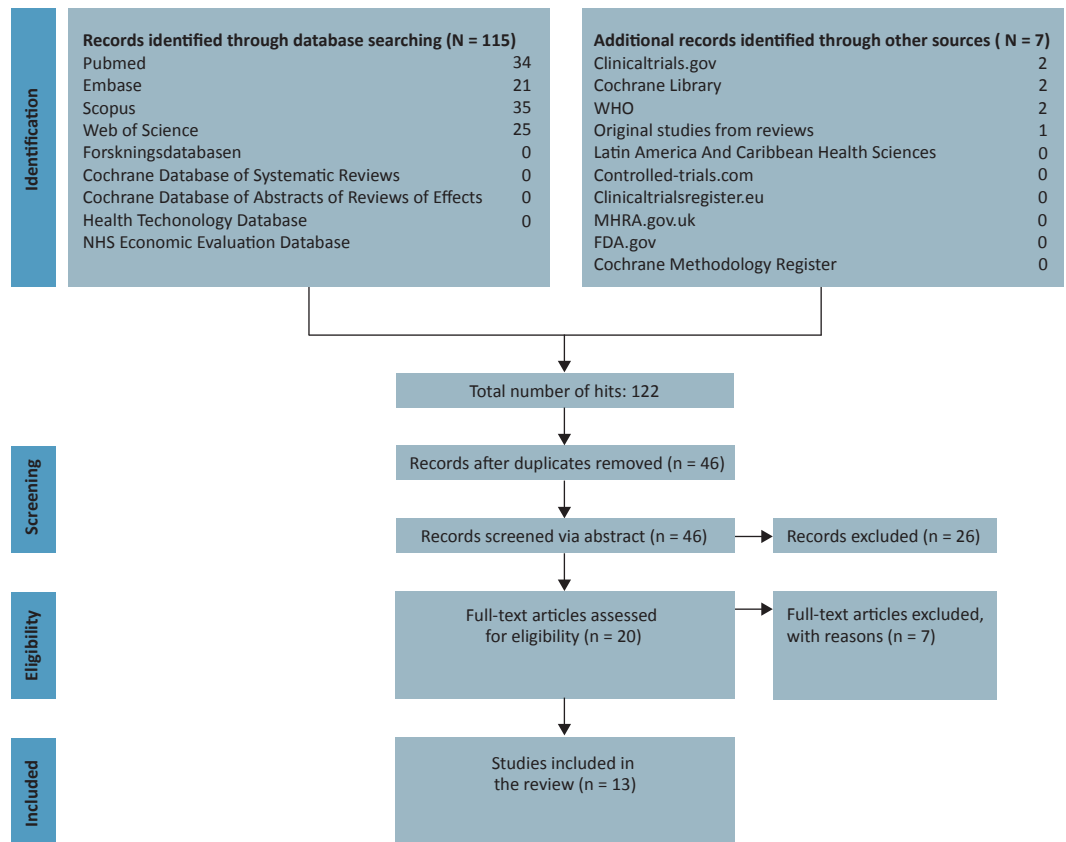 Identification
Records identified through database searching (N = 115)
Pubmed 34
Embase 21
Scopus 35
Web of Science 25
Forskningsdatabasen 0
Cochrane Database of Systematic Reviews 0
Cochrane Database of Abstracts of Reviews of Effects 0
Health Techonology Database 0
NHS Economic Evaluation Database
Additional records identified through other sources ( N = 7)
Clinicaltrials.gov 2
Cochrane Library 2
WHO 2
Original studies from reviews 1
Latin America And Caribbean Health Sciences 0
Controlled-trials.com 0
Clinicaltrialsregister.eu 0
MHRA.gov.uk 0
FDA.gov 0
Cochrane Methodology Register 0
Total number of hits: 122
Screening
Records after duplicates removed (n = 46)
Records screened via abstract (n = 46)
Records excluded (n = 26)
Eligibility
Full-text articles assessed
for eligibility (n = 20)
Full-text articles excluded,
with reasons (n = 7)
Included
Studies included in
the review (n = 13)